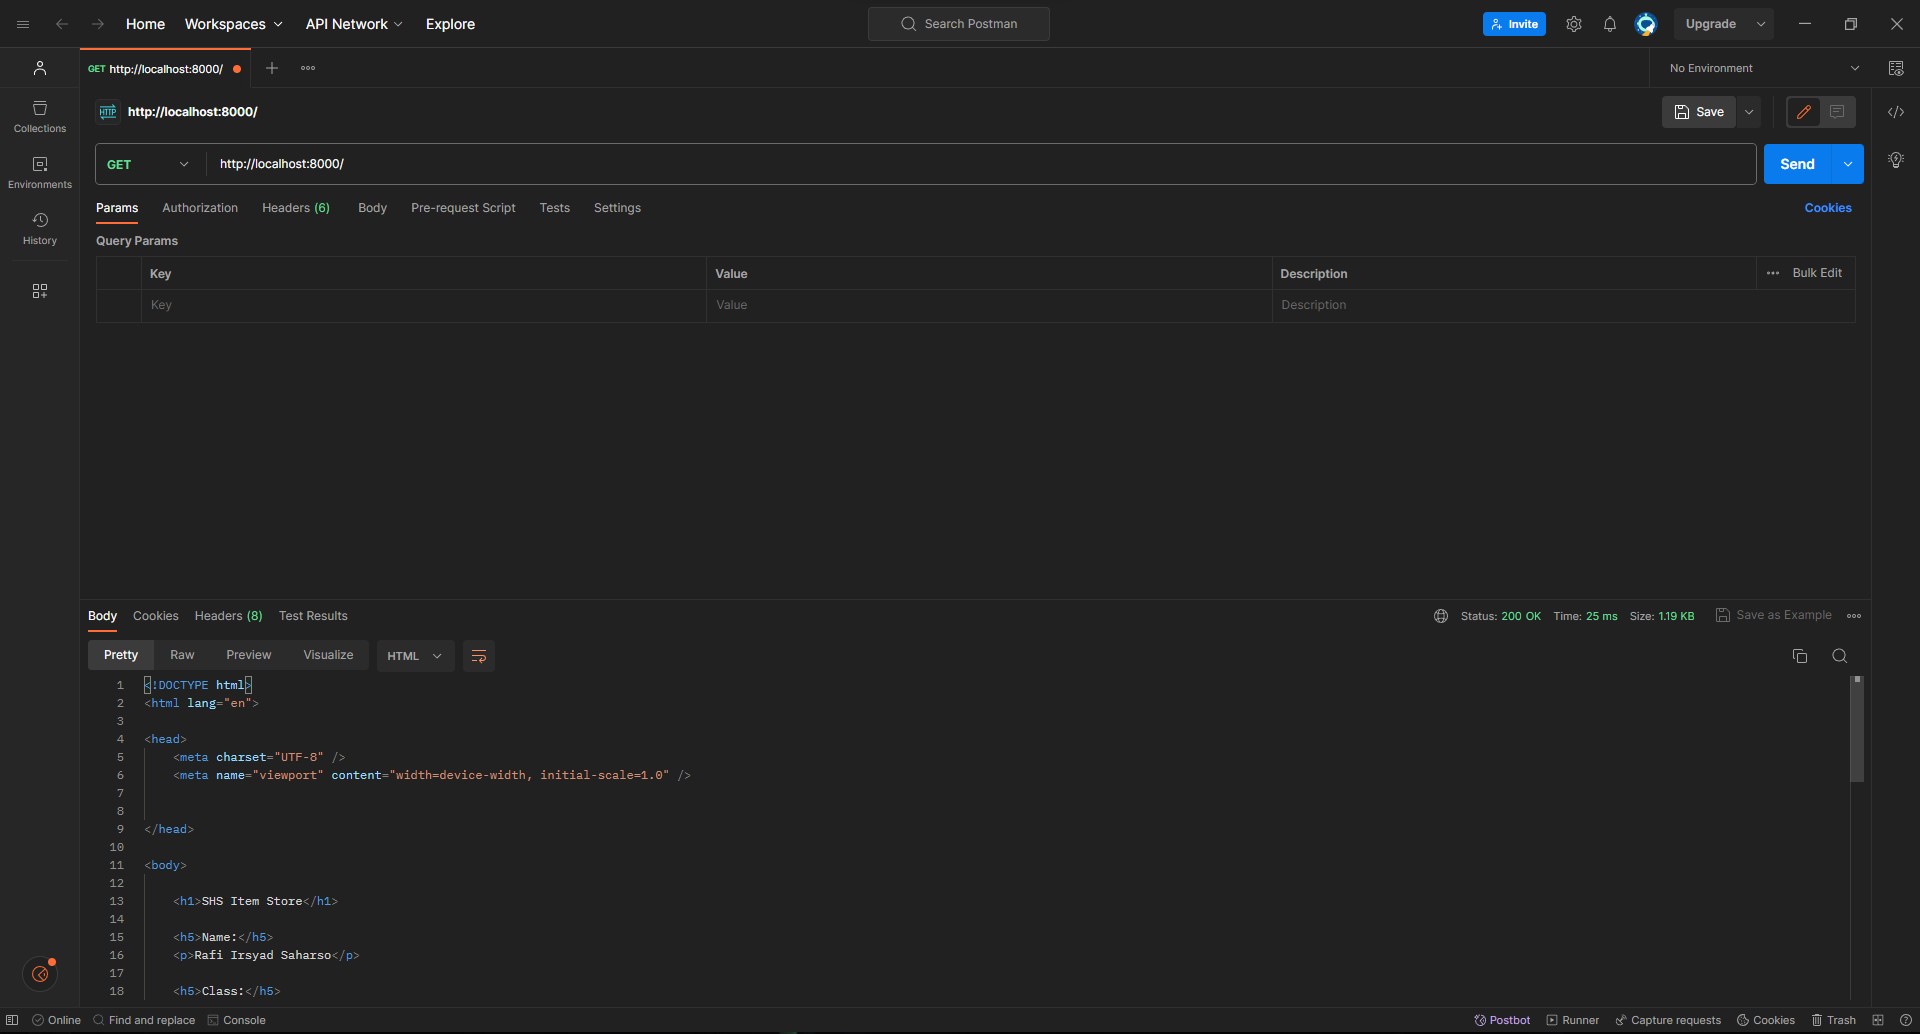 Home Workspaces API Network Explore Search Postman Invite Upgrade
GET http://localhost:8000/ No Environment
HTTP http://localhost:8000/ Save
Collections
GET http://localhost:8000/ Send
Environments
Params Authorization Headers (6) Body Pre-request Script Tests Settings Cookies
History
Query Params
Key Value Description Bulk Edit
Key Value Description
Body Cookies Headers (8) Test Results Status: 200 OK Time: 25 ms Size: 1.19 KB Save as Example
Pretty Raw Preview Visualize HTML
1 <!DOCTYPE html>
2 <html lang="en">
3
4 <head>
5 <meta charset="UTF-8" />
6 <meta name="viewport" content="width=device-width, initial-scale=1.0" />
7
8
9 </head>
10
11 <body>
12
13 <h1>SHS Item Store</h1>
14
15 <h5>Name:</h5>
16 <p>Rafi Irsyad Saharso</p>
17
18 <h5>Class:</h5>
Online Find and replace Console Postbot Runner Capture requests Cookies Trash